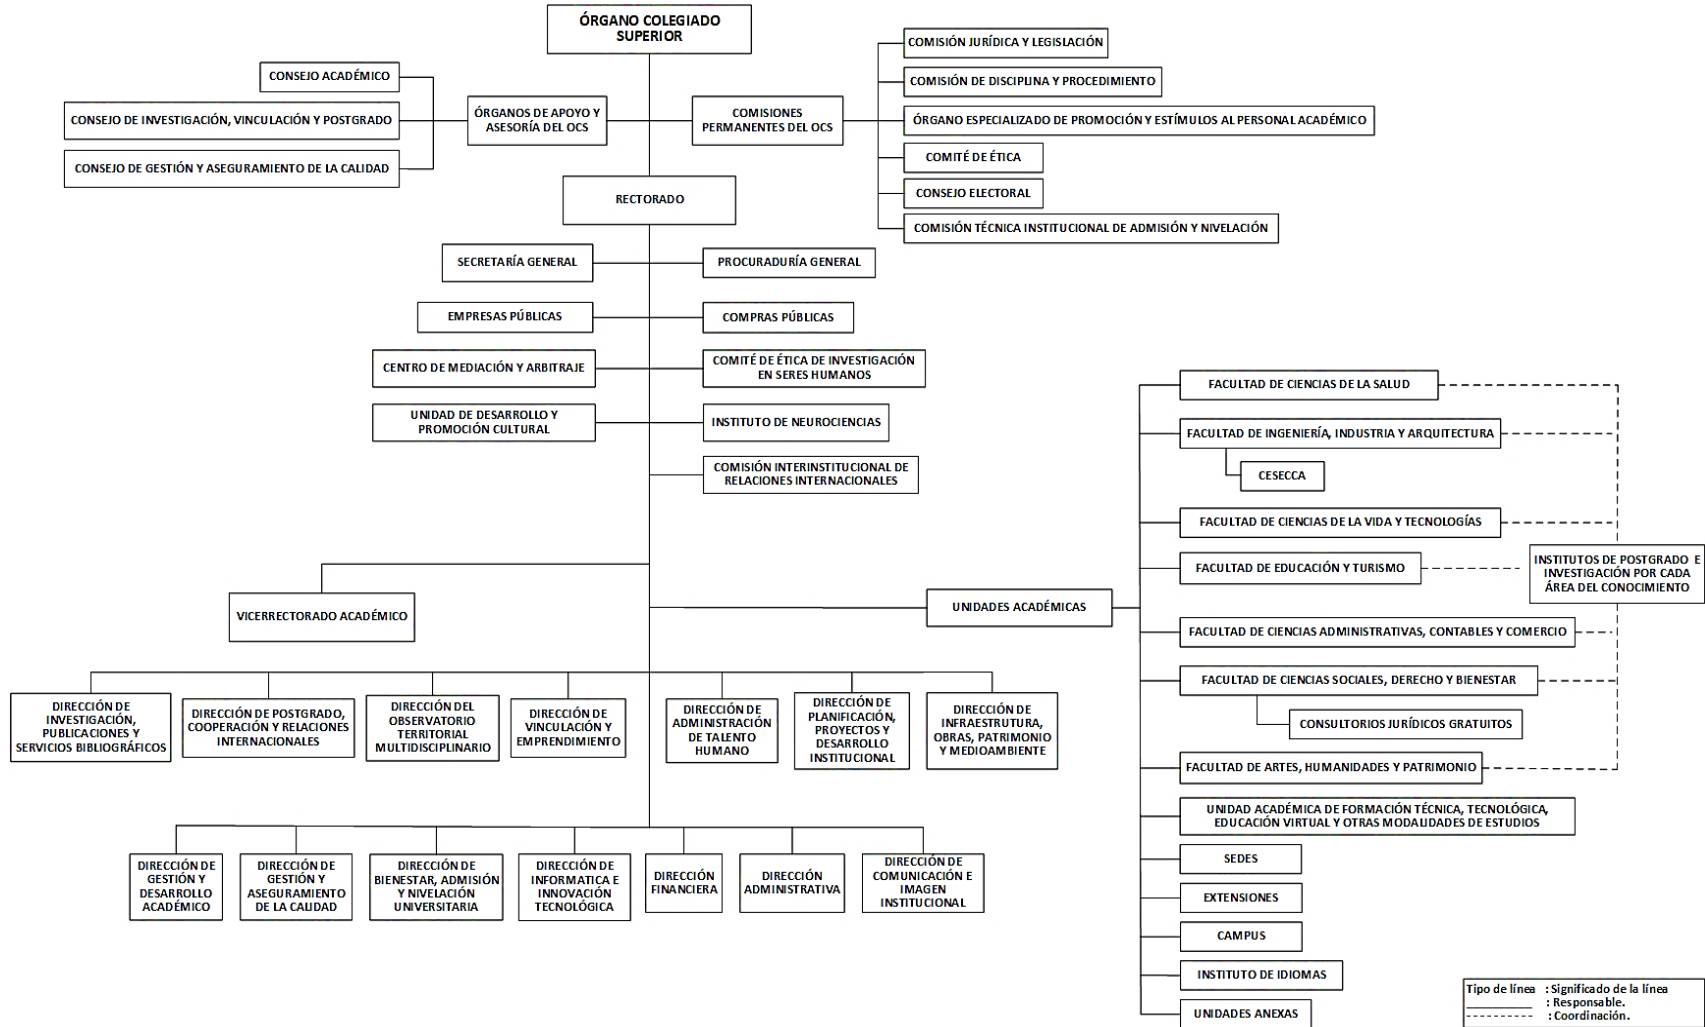 ÓRGANO COLEGIADO
SUPERIOR
CONSEJO ACADÉMICO
CONSEJO DE INVESTIGACIÓN, VINCULACIÓN Y POSTGRADO
CONSEJO DE GESTIÓN Y ASEGURAMIENTO DE LA CALIDAD
ÓRGANOS DE APOYO Y
ASESORÍA DEL OCS
COMISIONES
PERMANENTES DEL OCS
COMISIÓN JURÍDICA Y LEGISLACIÓN
COMISIÓN DE DISCIPLINA Y PROCEDIMIENTO
ÓRGANO ESPECIALIZADO DE PROMOCIÓN Y ESTÍMULOS AL PERSONAL ACADÉMICO
COMITÉ DE ÉTICA
CONSEJO ELECTORAL
COMISIÓN TÉCNICA INSTITUCIONAL DE ADMISIÓN Y NIVELACIÓN
RECTORADO
SECRETARÍA GENERAL
PROCURADURÍA GENERAL
EMPRESAS PÚBLICAS
COMPRAS PÚBLICAS
CENTRO DE MEDIACIÓN Y ARBITRAJE
COMITÉ DE ÉTICA DE INVESTIGACIÓN
EN SERES HUMANOS
UNIDAD DE DESARROLLO Y
PROMOCIÓN CULTURAL
INSTITUTO DE NEUROCIENCIAS
COMISIÓN INTERINSTITUCIONAL DE
RELACIONES INTERNACIONALES
VICERRECTORADO ACADÉMICO
UNIDADES ACADÉMICAS
FACULTAD DE CIENCIAS DE LA SALUD
FACULTAD DE INGENIERÍA, INDUSTRIA Y ARQUITECTURA
CESECCA
FACULTAD DE CIENCIAS DE LA VIDA Y TECNOLOGÍAS
FACULTAD DE EDUCACIÓN Y TURISMO
INSTITUTOS DE POSTGRADO E
INVESTIGACIÓN POR CADA
ÁREA DEL CONOCIMIENTO
FACULTAD DE CIENCIAS ADMINISTRATIVAS, CONTABLES Y COMERCIO
FACULTAD DE CIENCIAS SOCIALES, DERECHO Y BIENESTAR
CONSULTORIOS JURÍDICOS GRATUITOS
FACULTAD DE ARTES, HUMANIDADES Y PATRIMONIO
UNIDAD ACADÉMICA DE FORMACIÓN TÉCNICA, TECNOLÓGICA,
EDUCACIÓN VIRTUAL Y OTRAS MODALIDADES DE ESTUDIOS
SEDES
EXTENSIONES
CAMPUS
INSTITUTO DE IDIOMAS
UNIDADES ANEXAS
DIRECCIÓN DE
INVESTIGACIÓN,
PUBLICACIONES Y
SERVICIOS BIBLIOGRÁFICOS
DIRECCIÓN DE POSTGRADO,
COOPERACIÓN Y RELACIONES
INTERNACIONALES
DIRECCIÓN DEL
OBSERVATORIO
TERRITORIAL
MULTIDISCIPLINARIO
DIRECCIÓN DE
VINCULACIÓN Y
EMPRENDIMIENTO
DIRECCIÓN DE
ADMINISTRACIÓN
DE TALENTO
HUMANO
DIRECCIÓN DE
PLANIFICACIÓN,
PROYECTOS Y
DESARROLLO
INSTITUCIONAL
DIRECCIÓN DE
INFRAESTRUTURA,
OBRAS, PATRIMONIO
Y MEDIOAMBIENTE
DIRECCIÓN DE
GESTIÓN Y
DESARROLLO
ACADÉMICO
DIRECCIÓN DE
GESTIÓN Y
ASEGURAMIENTO
DE LA CALIDAD
DIRECCIÓN DE
BIENESTAR, ADMISIÓN
Y NIVELACIÓN
UNIVERSITARIA
DIRECCIÓN DE
INFORMATICA E
INNOVACIÓN
TECNOLÓGICA
DIRECCIÓN
FINANCIERA
DIRECCIÓN
ADMINISTRATIVA
DIRECCIÓN DE
COMUNICACIÓN E
IMAGEN
INSTITUCIONAL
Tipo de línea : Significado de la línea
: Responsable.
: Coordinación.